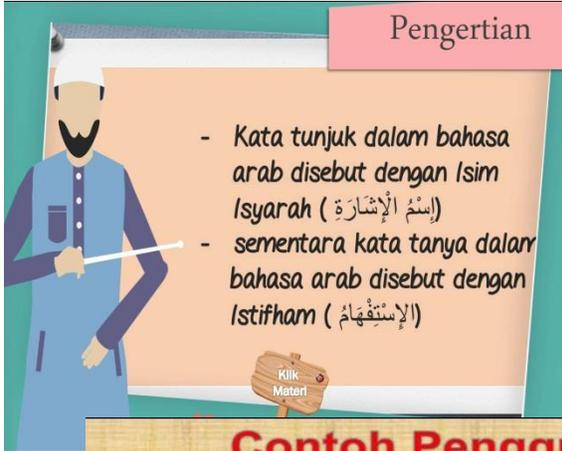 Pengertian
- Kata tunjuk dalam bahasa
arab disebut dengan Isim
Isyarah ( إِسْمُ الْإِشَارَةِ)
- sementara kata tanya dalam
bahasa arab disebut dengan
Istifham ( الإِسْتِفْهَامُ)
Klik
Materi
Contoh